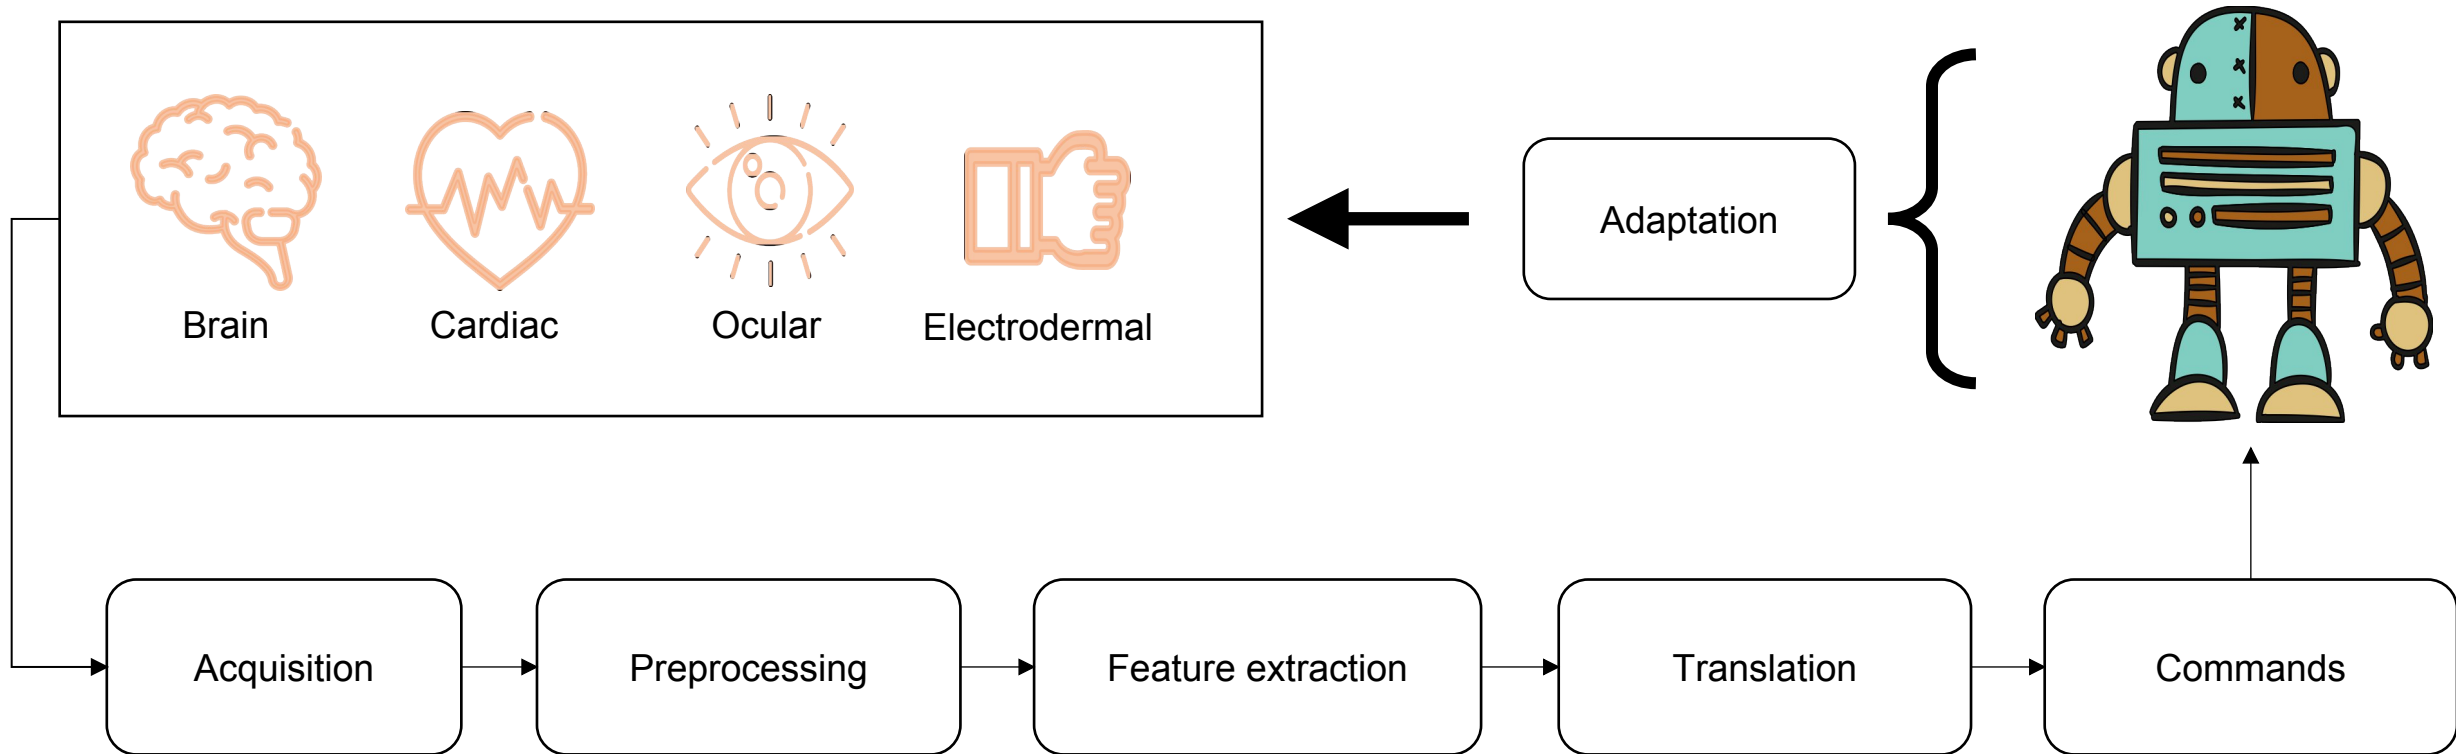 Brain
Cardiac
Ocular
Electrodermal
Adaptation
Acquisition
Preprocessing
Feature extraction
Translation
Commands